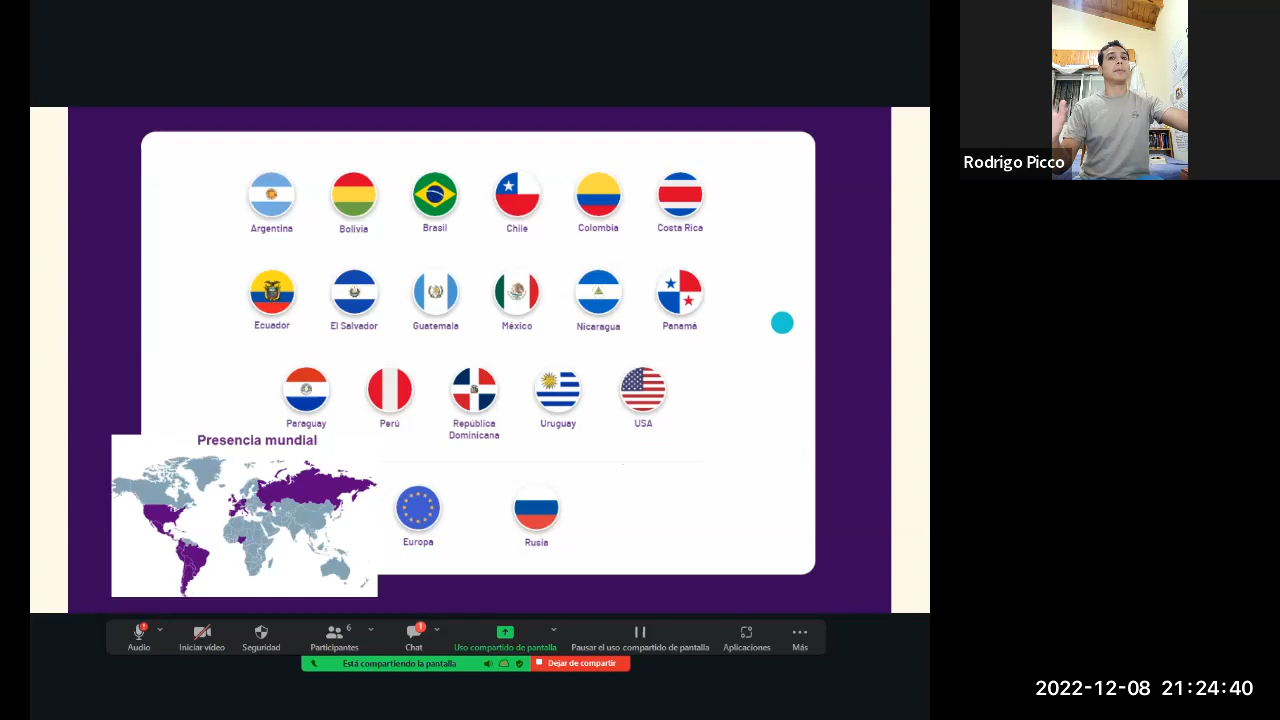 Rodrigo Picco
Argentina
Bolivia
Brasil
Chile
Colombia
Costa Rica
Ecuador
El Salvador
Guatemala
México
Nicaragua
Panamá
Paraguay
Perú
República
Dominicana
Uruguay
USA
Presencia mundial
Europa
Rusia
Audio
Iniciar vídeo
Seguridad
6
Participantes
1
Chat
Uso compartido de pantalla
Pausar el uso compartido de pantalla
Aplicaciones
Más
Está compartiendo la pantalla
Dejar de compartir
2022-12-08 21:24:40